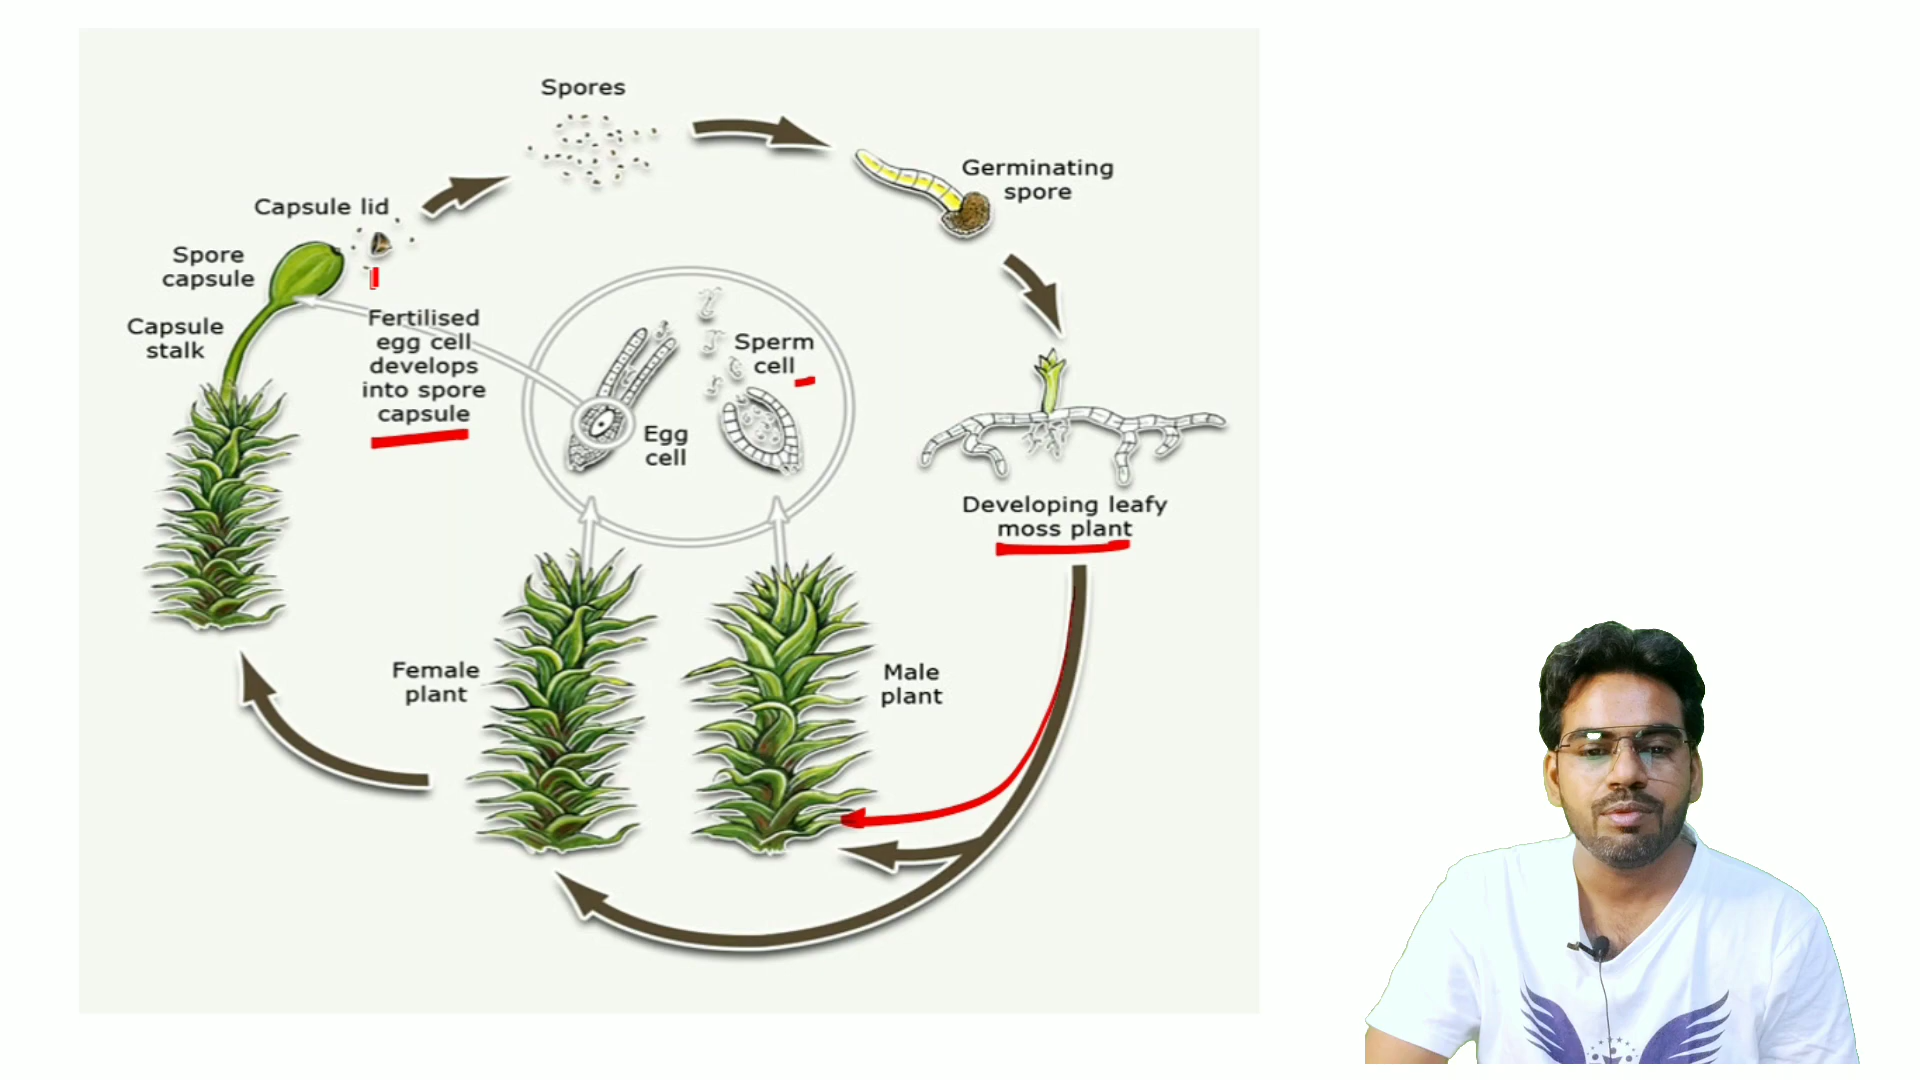 Spores
Germinating
spore
Capsule lid
Spore
capsule
Capsule
stalk
Fertilised
egg cell
develops
into spore
capsule
Sperm
cell
Egg
cell
Developing leafy
moss plant
Female
plant
Male
plant